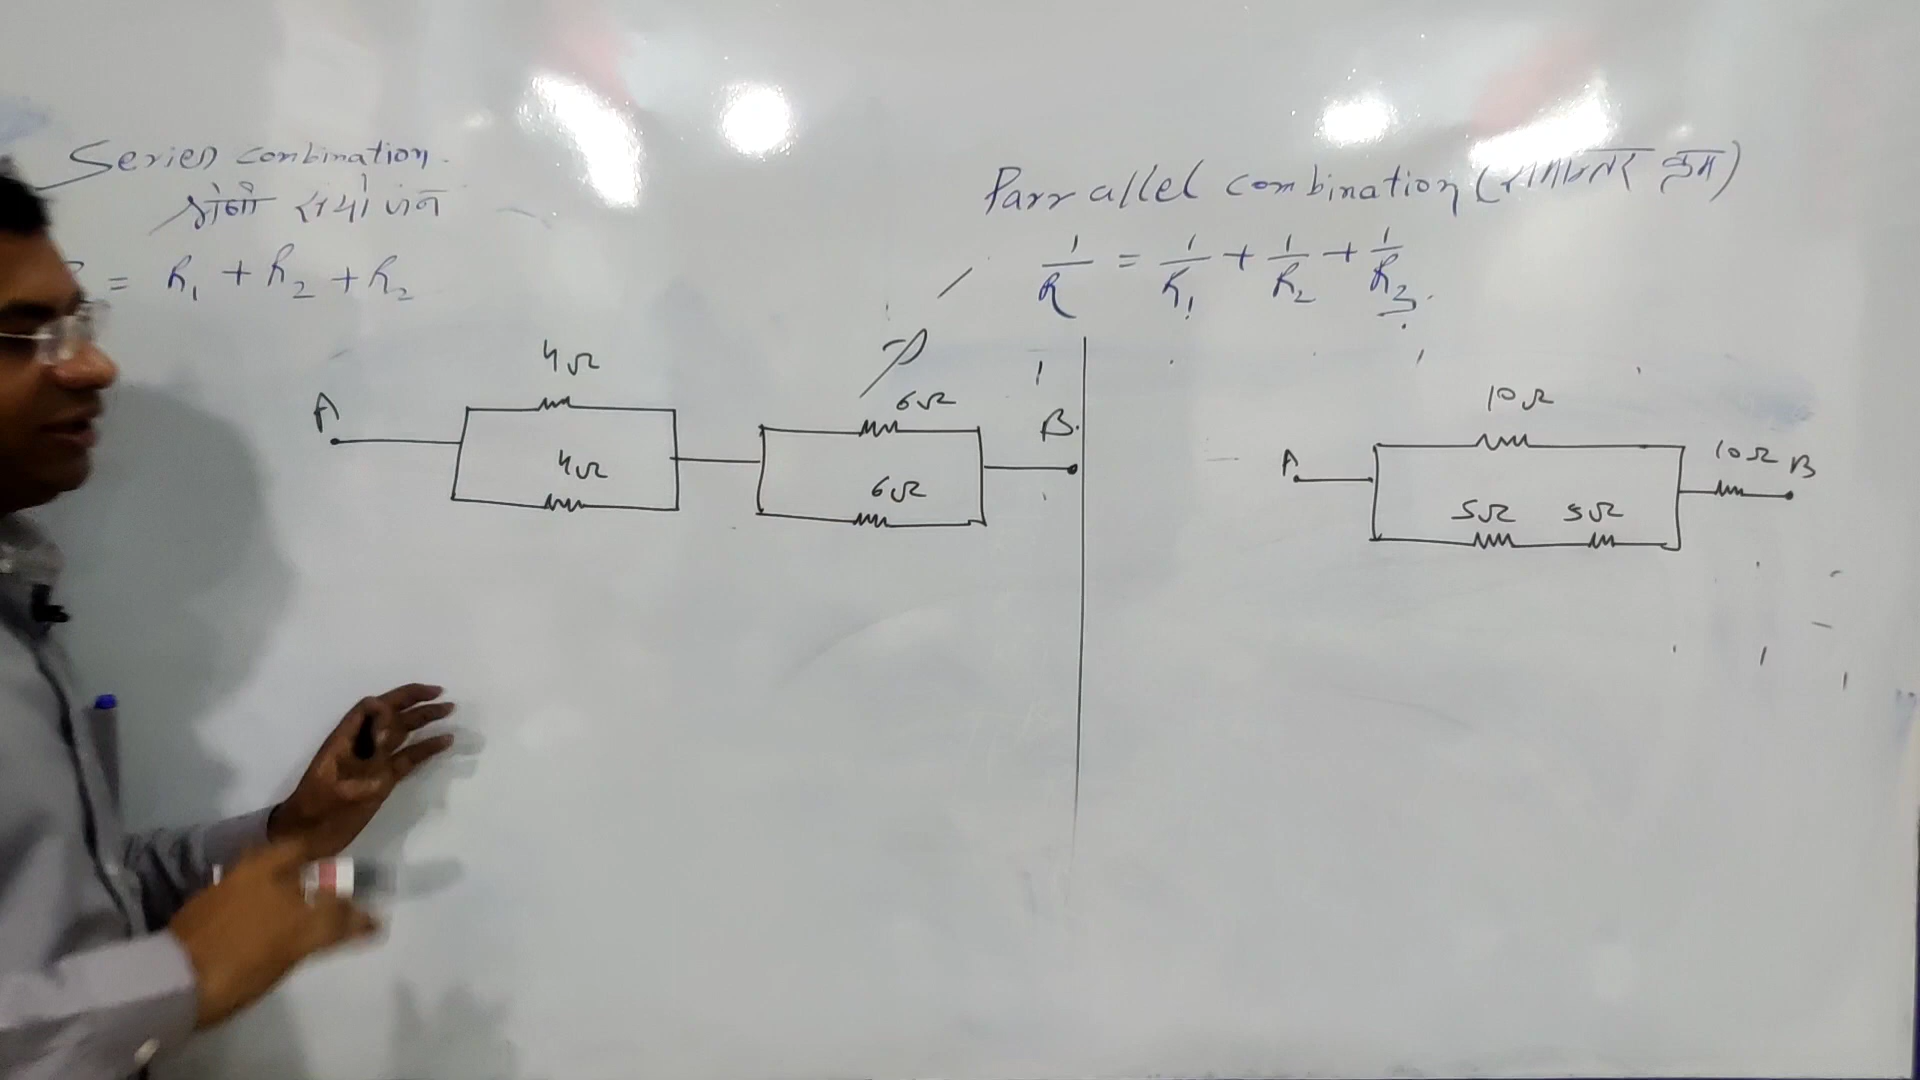 Series combination.
श्रेणी संयोजन
= R₁ + R₂ + R₂
Parrallel combination (समान्तर क्रम)
1/R = 1/R₁ + 1/R₂ + 1/R₃
4Ω
A
4Ω
6Ω
B.
6Ω
10Ω
A
10Ω B
5Ω 5Ω